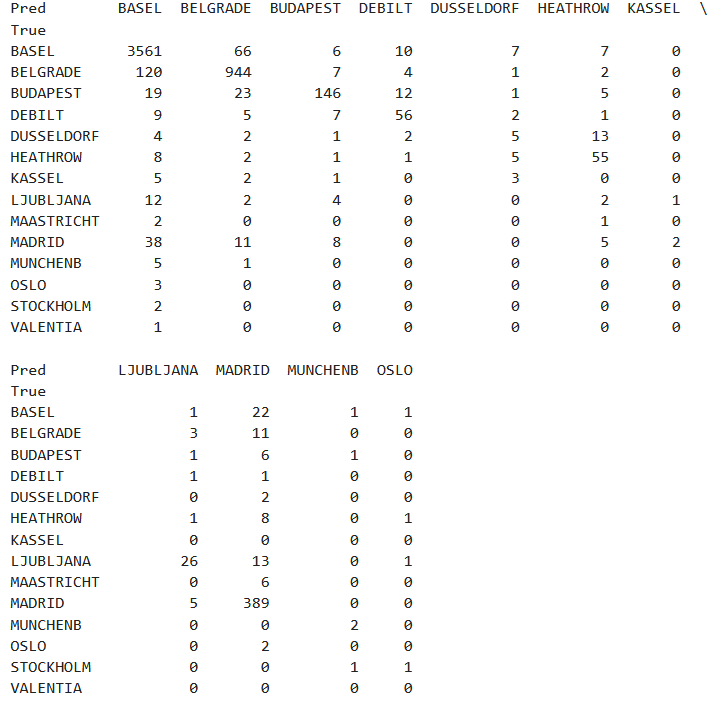 Pred        BASEL  BELGRADE  BUDAPEST  DEBILT  DUSSELDORF  HEATHROW  KASSEL  \
True
BASEL        3561        66         6      10           7         7       0
BELGRADE      120       944         7       4           1         2       0
BUDAPEST       19        23       146      12           1         5       0
DEBILT          9         5         7      56           2         1       0
DUSSELDORF      4         2         1       2           5        13       0
HEATHROW        8         2         1       1           5        55       0
KASSEL          5         2         1       0           3         0       0
LJUBLJANA      12         2         4       0           0         2       1
MAASTRICHT      2         0         0       0           0         1       0
MADRID         38        11         8       0           0         5       2
MUNCHENB        5         1         0       0           0         0       0
OSLO            3         0         0       0           0         0       0
STOCKHOLM       2         0         0       0           0         0       0
VALENTIA        1         0         0       0           0         0       0

Pred        LJUBLJANA  MADRID  MUNCHENB  OSLO
True
BASEL               1      22         1     1
BELGRADE            3      11         0     0
BUDAPEST            1       6         1     0
DEBILT              1       1         0     0
DUSSELDORF          0       2         0     0
HEATHROW            1       8         0     1
KASSEL              0       0         0     0
LJUBLJANA          26      13         0     1
MAASTRICHT          0       6         0     0
MADRID              5     389         0     0
MUNCHENB            0       0         2     0
OSLO                0       2         0     0
STOCKHOLM           0       0         1     1
VALENTIA            0       0         0     0